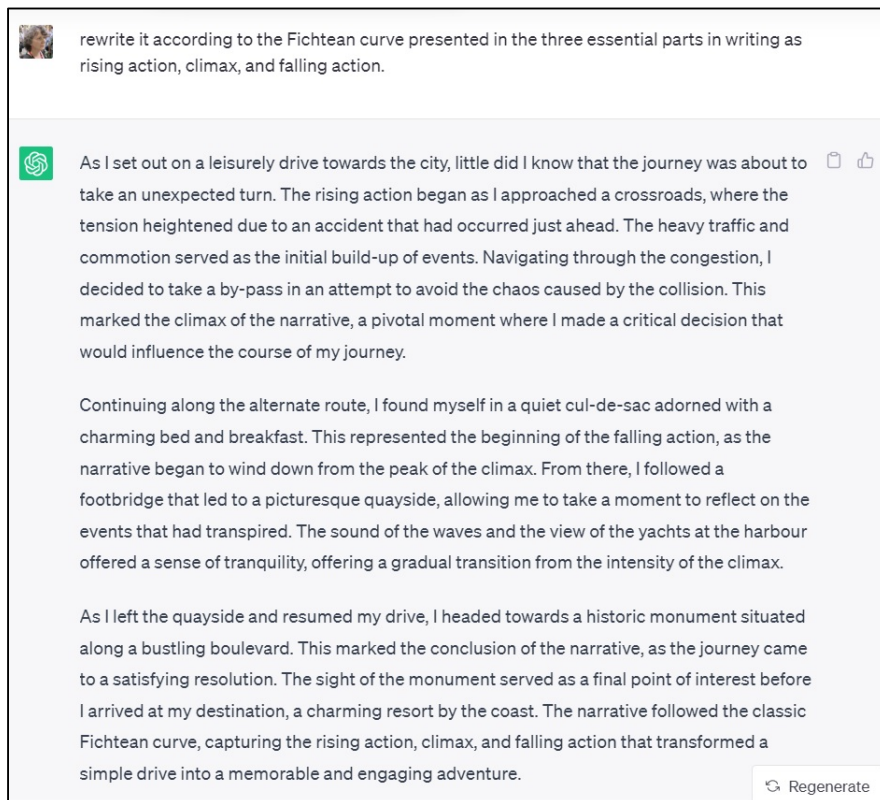 rewrite it according to the Fichtean curve presented in the three essential parts in writing as
rising action, climax, and falling action.
As I set out on a leisurely drive towards the city, little did I know that the journey was about to
take an unexpected turn. The rising action began as I approached a crossroads, where the
tension heightened due to an accident that had occurred just ahead. The heavy traffic and
commotion served as the initial build-up of events. Navigating through the congestion, I
decided to take a by-pass in an attempt to avoid the chaos caused by the collision. This
marked the climax of the narrative, a pivotal moment where I made a critical decision that
would influence the course of my journey.
Continuing along the alternate route, I found myself in a quiet cul-de-sac adorned with a
charming bed and breakfast. This represented the beginning of the falling action, as the
narrative began to wind down from the peak of the climax. From there, I followed a
footbridge that led to a picturesque quayside, allowing me to take a moment to reflect on the
events that had transpired. The sound of the waves and the view of the yachts at the harbour
offered a sense of tranquility, offering a gradual transition from the intensity of the climax.
As I left the quayside and resumed my drive, I headed towards a historic monument situated
along a bustling boulevard. This marked the conclusion of the narrative, as the journey came
to a satisfying resolution. The sight of the monument served as a final point of interest before
I arrived at my destination, a charming resort by the coast. The narrative followed the classic
Fichtean curve, capturing the rising action, climax, and falling action that transformed a
simple drive into a memorable and engaging adventure.
Regenerate